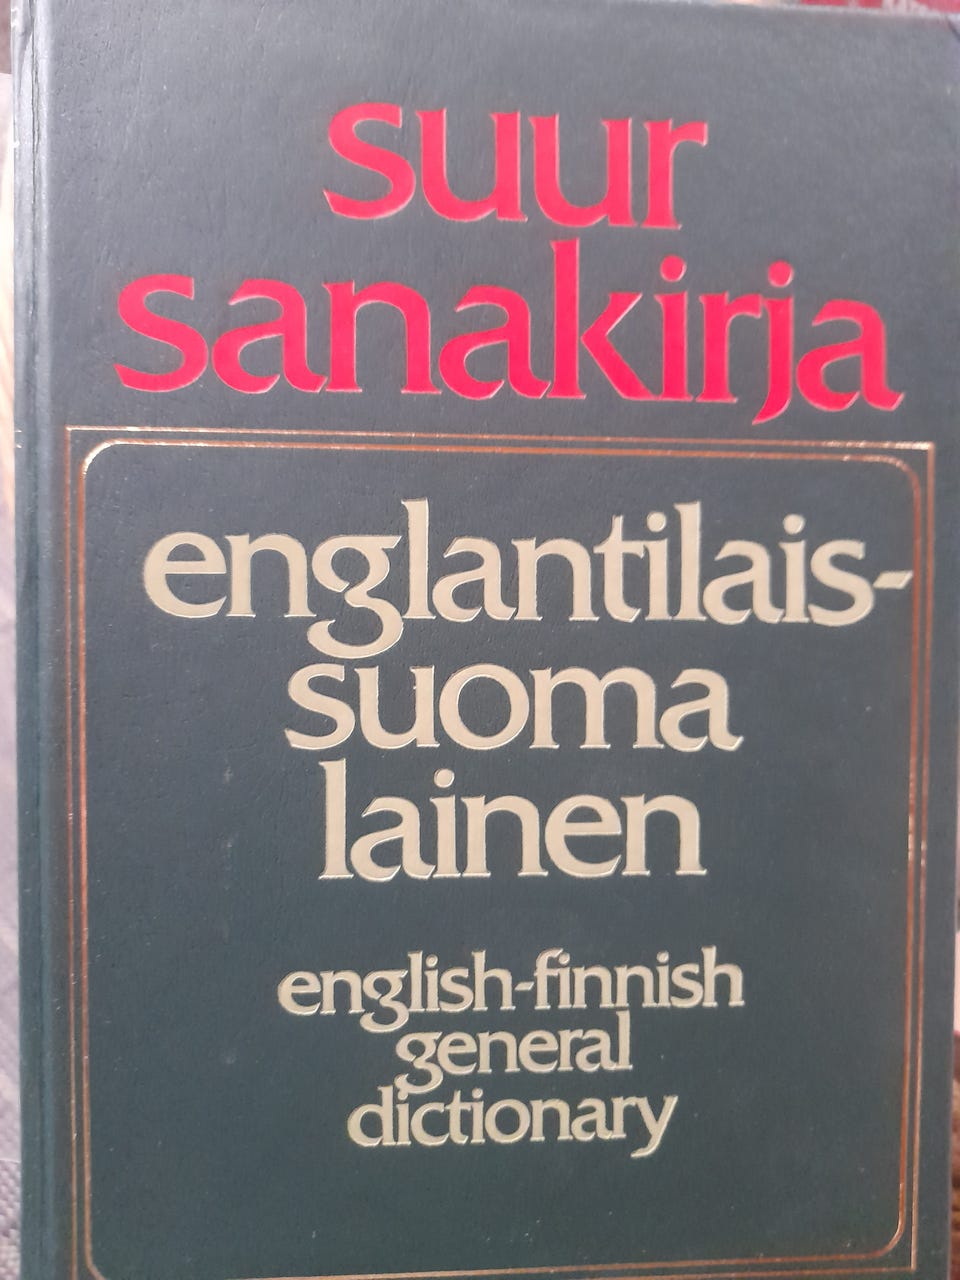 suur
sanakirja
englantilais-
suoma
lainen
english-finnish
general
dictionary